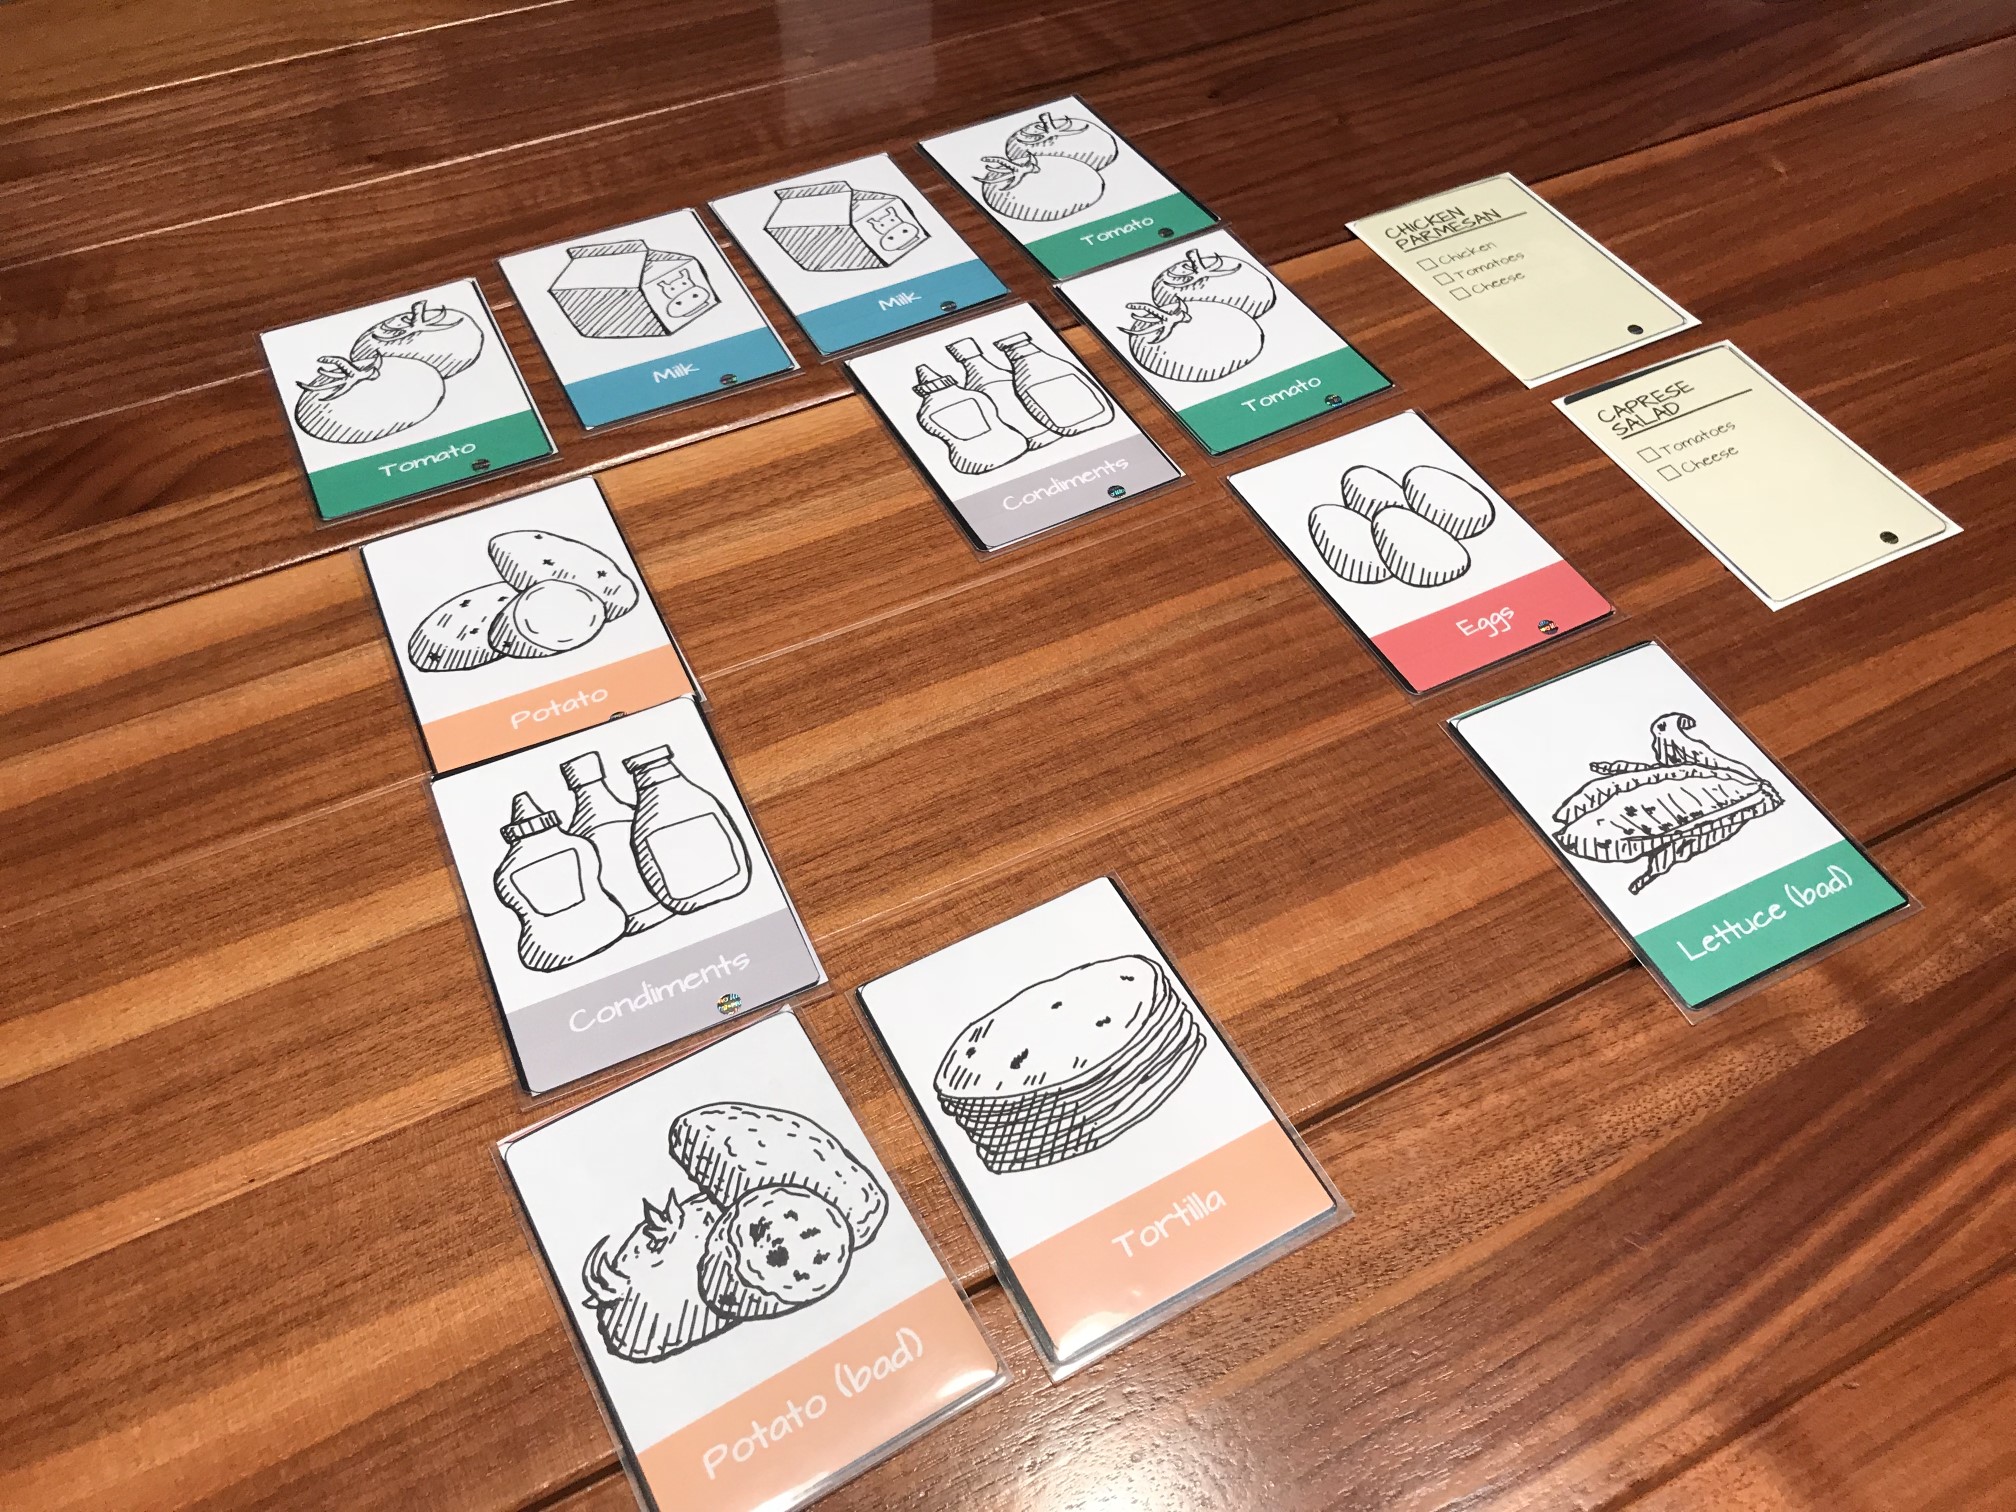 Tomato
CHICKEN
PARMESAN
Chicken
Tomatoes
Cheese
Milk
Milk
Tomato
Tomato
CAPRESE
SALAD
Tomatoes
Cheese
Condiments
Eggs
Potato
Lettuce (bad)
Condiments
Tortilla
Potato (bad)